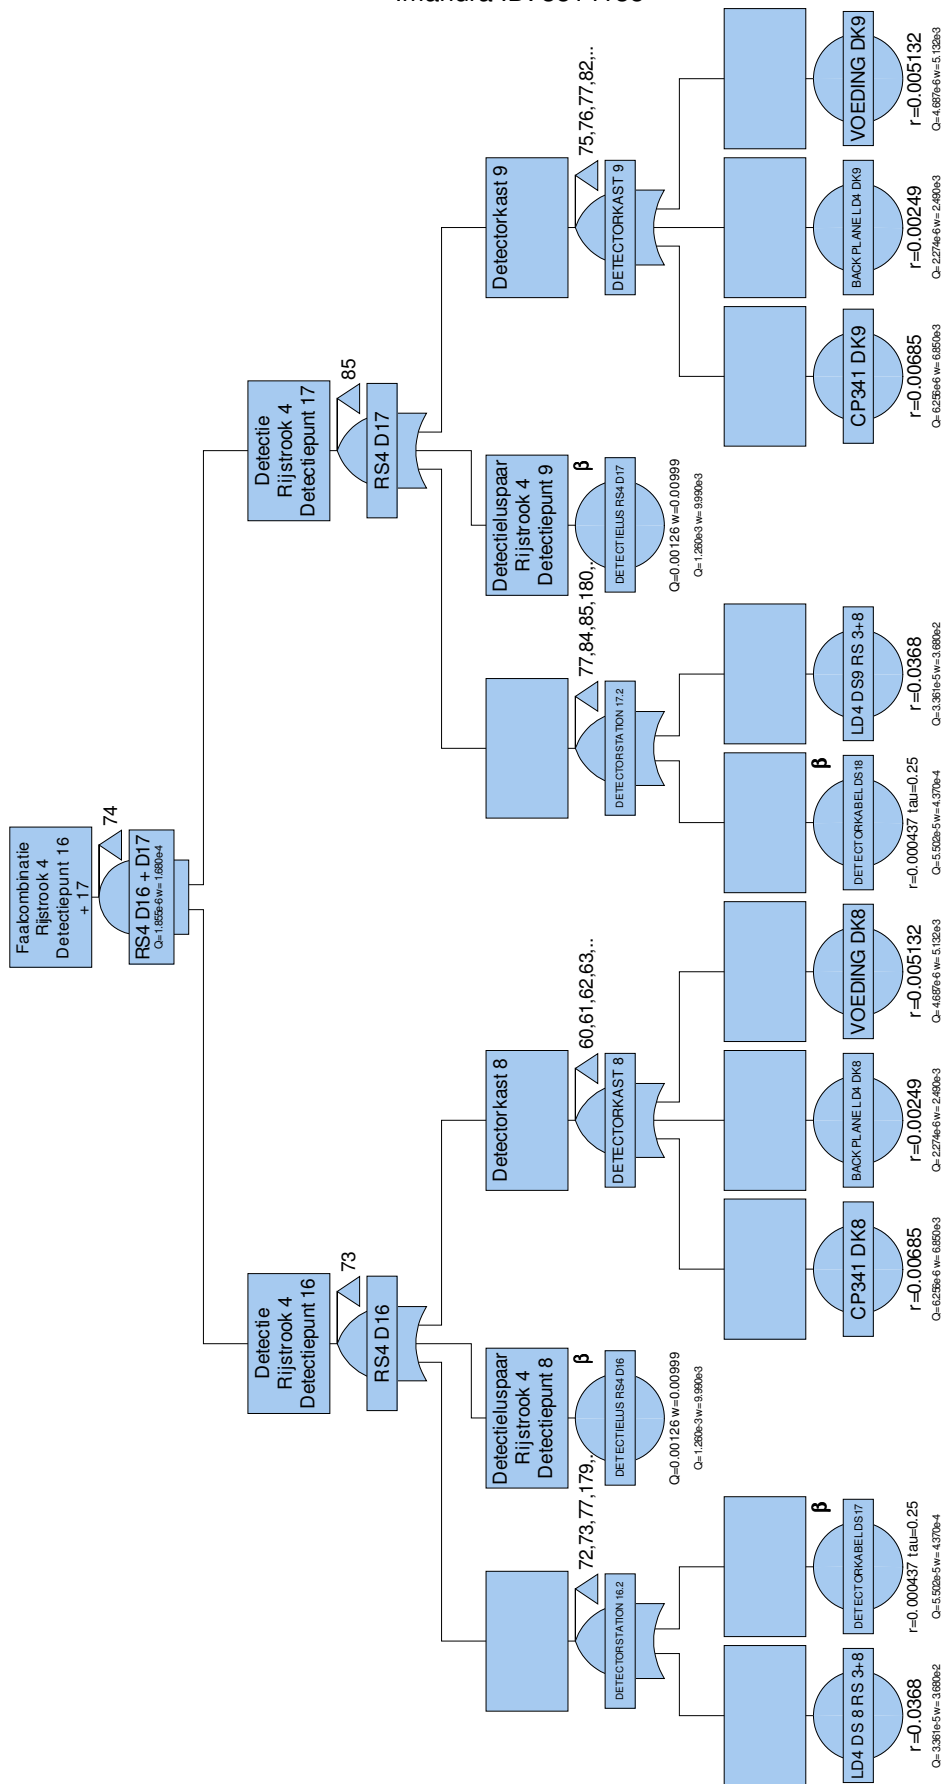 Faalcombinatie
Rijstrook 4
Detectiepunt 16
+ 17
74
RS4 D16 + D17
Q=1.855e-6 w=1.680e-4
Detectie
Rijstrook 4
Detectiepunt 16
73
RS4 D16
Detectie
Rijstrook 4
Detectiepunt 17
85
RS4 D17
72,73,77,179,..
DETECTORSTATION 16.2
Detectieluspaar
Rijstrook 4
Detectiepunt 8
β
DETECTIELUS RS4 D16
Q=0.00126 w=0.00999
Q=1.260e-3 w=9.990e-3
Detectorkast 8
60,61,62,63,..
DETECTORKAST 8
77,84,85,180,..
DETECTORSTATION 17.2
Detectieluspaar
Rijstrook 4
Detectiepunt 9
β
DETECTIELUS RS4 D17
Q=0.00126 w=0.00999
Q=1.260e-3 w=9.990e-3
Detectorkast 9
75,76,77,82,..
DETECTORKAST 9
LD4 DS 8 RS 3+8
r=0.0368
Q=3.361e-5 w=3.680e-2
β
DETECTORKABEL DS17
r=0.000437 tau=0.25
Q=5.502e-5 w=4.370e-4
CP341 DK8
r=0.00685
Q=6.256e-6 w=6.850e-3
BACKPLANE LD4 DK8
r=0.00249
Q=2.274e-6 w=2.490e-3
VOEDING DK8
r=0.005132
Q=4.687e-6 w=5.132e-3
β
DETECTORKABEL DS18
r=0.000437 tau=0.25
Q=5.502e-5 w=4.370e-4
LD4 DS9 RS 3+8
r=0.0368
Q=3.361e-5 w=3.680e-2
CP341 DK9
r=0.00685
Q=6.256e-6 w=6.850e-3
BACKPLANE LD4 DK9
r=0.00249
Q=2.274e-6 w=2.490e-3
VOEDING DK9
r=0.005132
Q=4.687e-6 w=5.132e-3